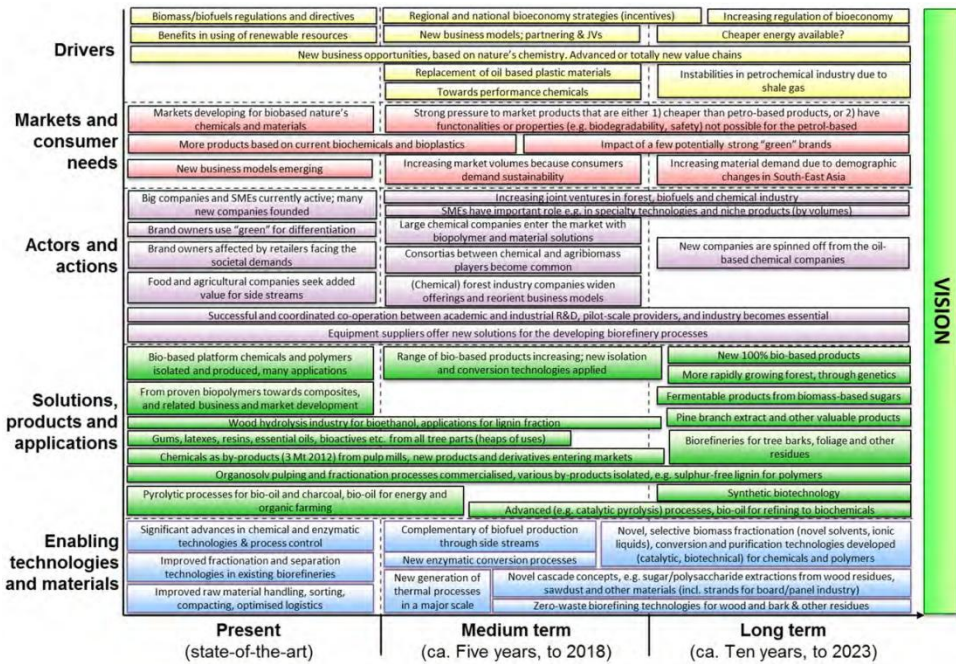 Drivers
Biomass/biofuels regulations and directives
Regional and national bioeconomy strategies (incentives)
Increasing regulation of bioeconomy
Benefits in using of renewable resources
New business models; partnering & JVs
Cheaper energy available?
New business opportunities, based on nature's chemistry. Advanced or totally new value chains
Replacement of oil based plastic materials
Instabilities in petrochemical industry due to
shale gas
Towards performance chemicals
Markets and
consumer
needs
Markets developing for biobased nature's
chemicals and materials
Strong pressure to market products that are either 1) cheaper than petro-based products, or 2) have
functonalities or properties (e.g. biodegradability, safety) not possible for the petrol-based
More products based on current biochemicals and bioplastics
Impact of a few potentially strong "green" brands
New business models emerging
Increasing market volumes because consumers
demand sustainability
Increasing material demand due to demographic
changes in South-East Asia
Actors and
actions
Big companies and SMEs currently active; many
new companies founded
Increasing joint ventures in forest, biofuels and chemical industry
SMEs have important role e.g. in specialty technologies and niche products (by volumes)
Brand owners use "green" for differentiation
Large chemical companies enter the market with
biopolymer and material solutions
Brand owners affected by retailers facing the
societal demands
Consortias between chemical and agribiomass
players become common
New companies are spinned off from the oil-
based chemical companies
Food and agricultural companies seek added
value for side streams
(Chemical) forest industry companies widen
offerings and reorient business models
Successful and coordinated co-operation between academic and industrial R&D, pilot-scale providers, and industry becomes essential
Equipment suppliers offer new solutions for the developing biorefinery processes
Solutions,
products and
applications
Bio-based platform chemicals and polymers
isolated and produced, many applications
Range of bio-based products increasing; new isolation
and conversion technologies applied
New 100% bio-based products
More rapidly growing forest, through genetics
From proven biopolymers towards composites,
and related business and market development
Fermentable products from biomass-based sugars
Wood hydrolysis industry for bioethanol, applications for lignin fraction
Pine branch extract and other valuable products
Gums, latexes, resins, essential oils, bioactives etc. from all tree parts (heaps of uses)
Biorefineries for tree barks, foliage and other
residues
Chemicals as by-products (3 Mt 2012) from pulp mills, new products and derivatives entering markets
Organosolv pulping and fractionation processes commercialised, various by-products isolated, e.g. sulphur-free lignin for polymers
Pyrolytic processes for bio-oil and charcoal, bio-oil for energy and
organic farming
Synthetic biotechnology
Advanced (e.g. catalytic pyrolysis) processes, bio-oil for refining to biochemicals
Enabling
technologies
and materials
Significant advances in chemical and enzymatic
technologies & process control
Complementary of biofuel production
through side streams
Novel, selective biomass fractionation (novel solvents, ionic
liquids), conversion and purification technologies developed
(catalytic, biotechnical) for chemicals and polymers
Improved fractionation and separation
technologies in existing biorefineries
New enzymatic conversion processes
Improved raw material handling, sorting,
compacting, optimised logistics
New generation of
thermal processes
in a major scale
Novel cascade concepts, e.g. sugar/polysaccharide extractions from wood residues,
sawdust and other materials (incl. strands for board/panel industry)
Zero-waste biorefining technologies for wood and bark & other residues
VISION
Present
(state-of-the-art)
Medium term
(ca. Five years, to 2018)
Long term
(ca. Ten years, to 2023)